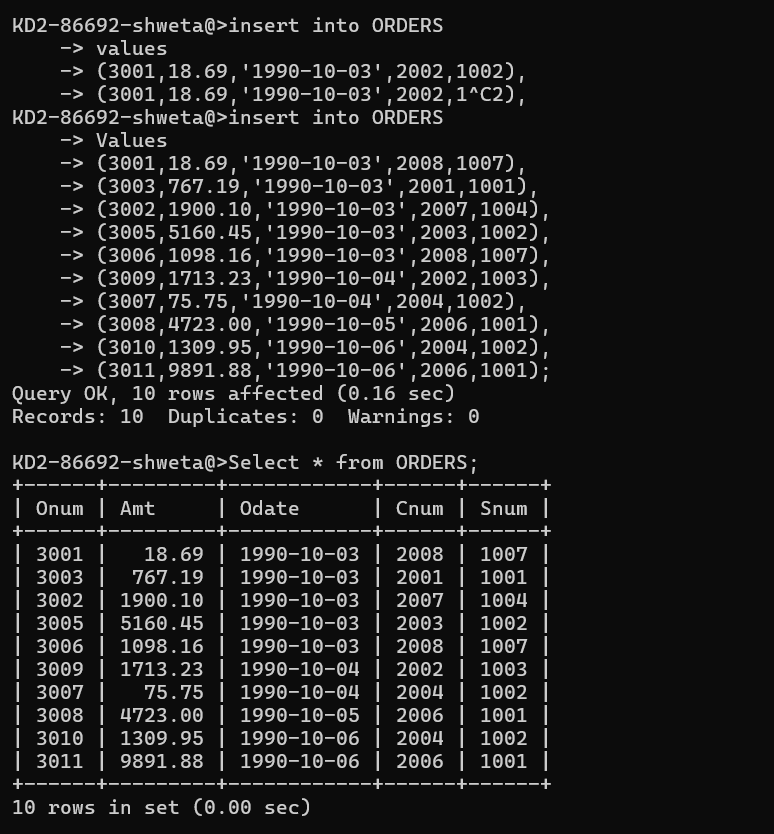 KD2-86692-shweta@>insert into ORDERS
    -> values
    -> (3001,18.69,'1990-10-03',2002,1002),
    -> (3001,18.69,'1990-10-03',2002,1^C2),
KD2-86692-shweta@>insert into ORDERS
    -> Values
    -> (3001,18.69,'1990-10-03',2008,1007),
    -> (3003,767.19,'1990-10-03',2001,1001),
    -> (3002,1900.10,'1990-10-03',2007,1004),
    -> (3005,5160.45,'1990-10-03',2003,1002),
    -> (3006,1098.16,'1990-10-03',2008,1007),
    -> (3009,1713.23,'1990-10-04',2002,1003),
    -> (3007,75.75,'1990-10-04',2004,1002),
    -> (3008,4723.00,'1990-10-05',2006,1001),
    -> (3010,1309.95,'1990-10-06',2004,1002),
    -> (3011,9891.88,'1990-10-06',2006,1001);
Query OK, 10 rows affected (0.16 sec)
Records: 10  Duplicates: 0  Warnings: 0

KD2-86692-shweta@>Select * from ORDERS;
+------+---------+------------+------+------+
| Onum | Amt     | Odate      | Cnum | Snum |
+------+---------+------------+------+------+
| 3001 |   18.69 | 1990-10-03 | 2008 | 1007 |
| 3003 |  767.19 | 1990-10-03 | 2001 | 1001 |
| 3002 | 1900.10 | 1990-10-03 | 2007 | 1004 |
| 3005 | 5160.45 | 1990-10-03 | 2003 | 1002 |
| 3006 | 1098.16 | 1990-10-03 | 2008 | 1007 |
| 3009 | 1713.23 | 1990-10-04 | 2002 | 1003 |
| 3007 |   75.75 | 1990-10-04 | 2004 | 1002 |
| 3008 | 4723.00 | 1990-10-05 | 2006 | 1001 |
| 3010 | 1309.95 | 1990-10-06 | 2004 | 1002 |
| 3011 | 9891.88 | 1990-10-06 | 2006 | 1001 |
+------+---------+------------+------+------+
10 rows in set (0.00 sec)